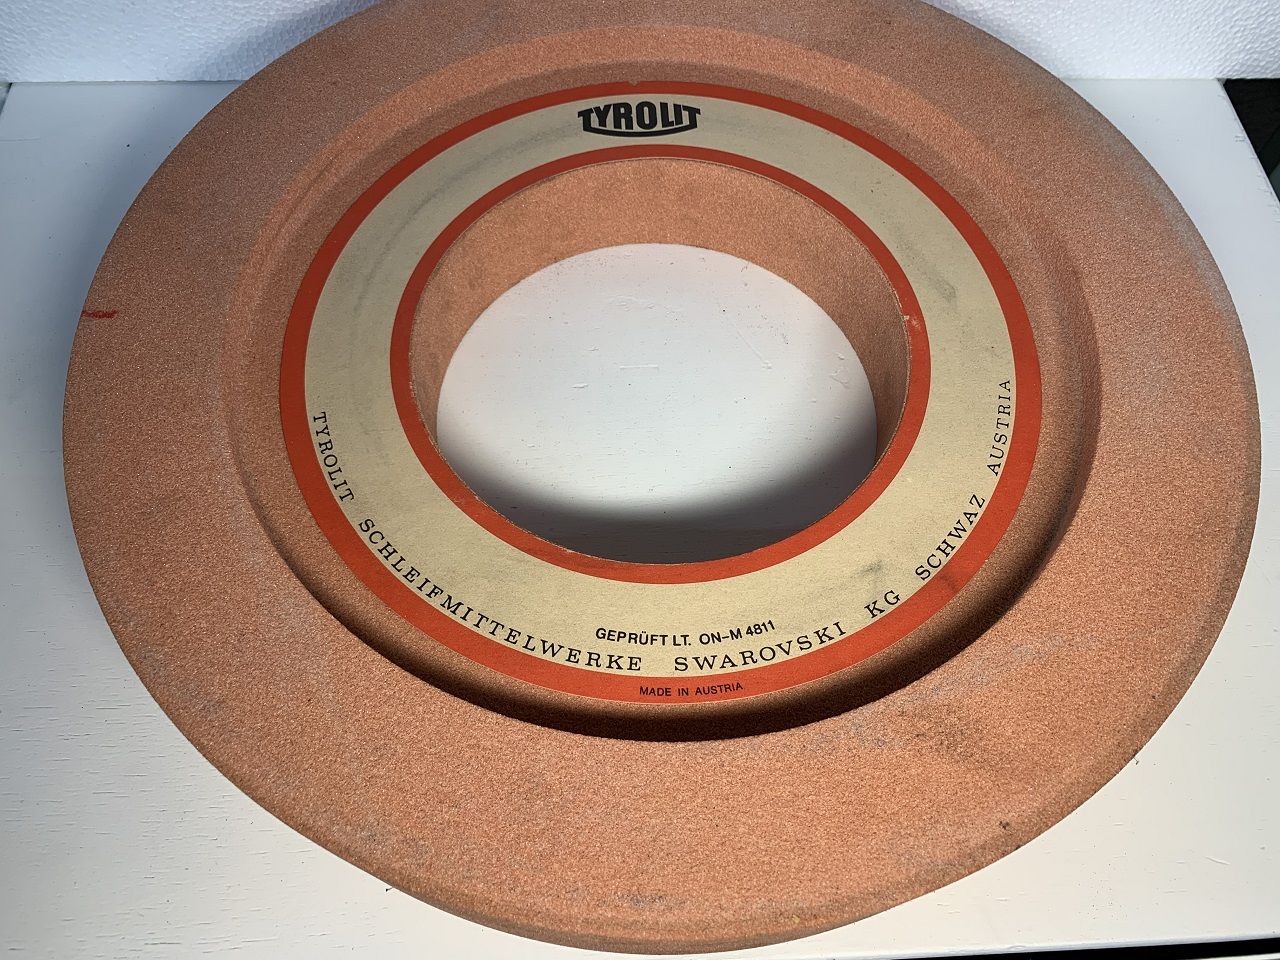 TYROLIT
GEPRÜFT LT. ON-M 4811
TYROLIT SCHLEIFMITTELWERKE SWAROVSKI KG SCHWAZ AUSTRIA
MADE IN AUSTRIA